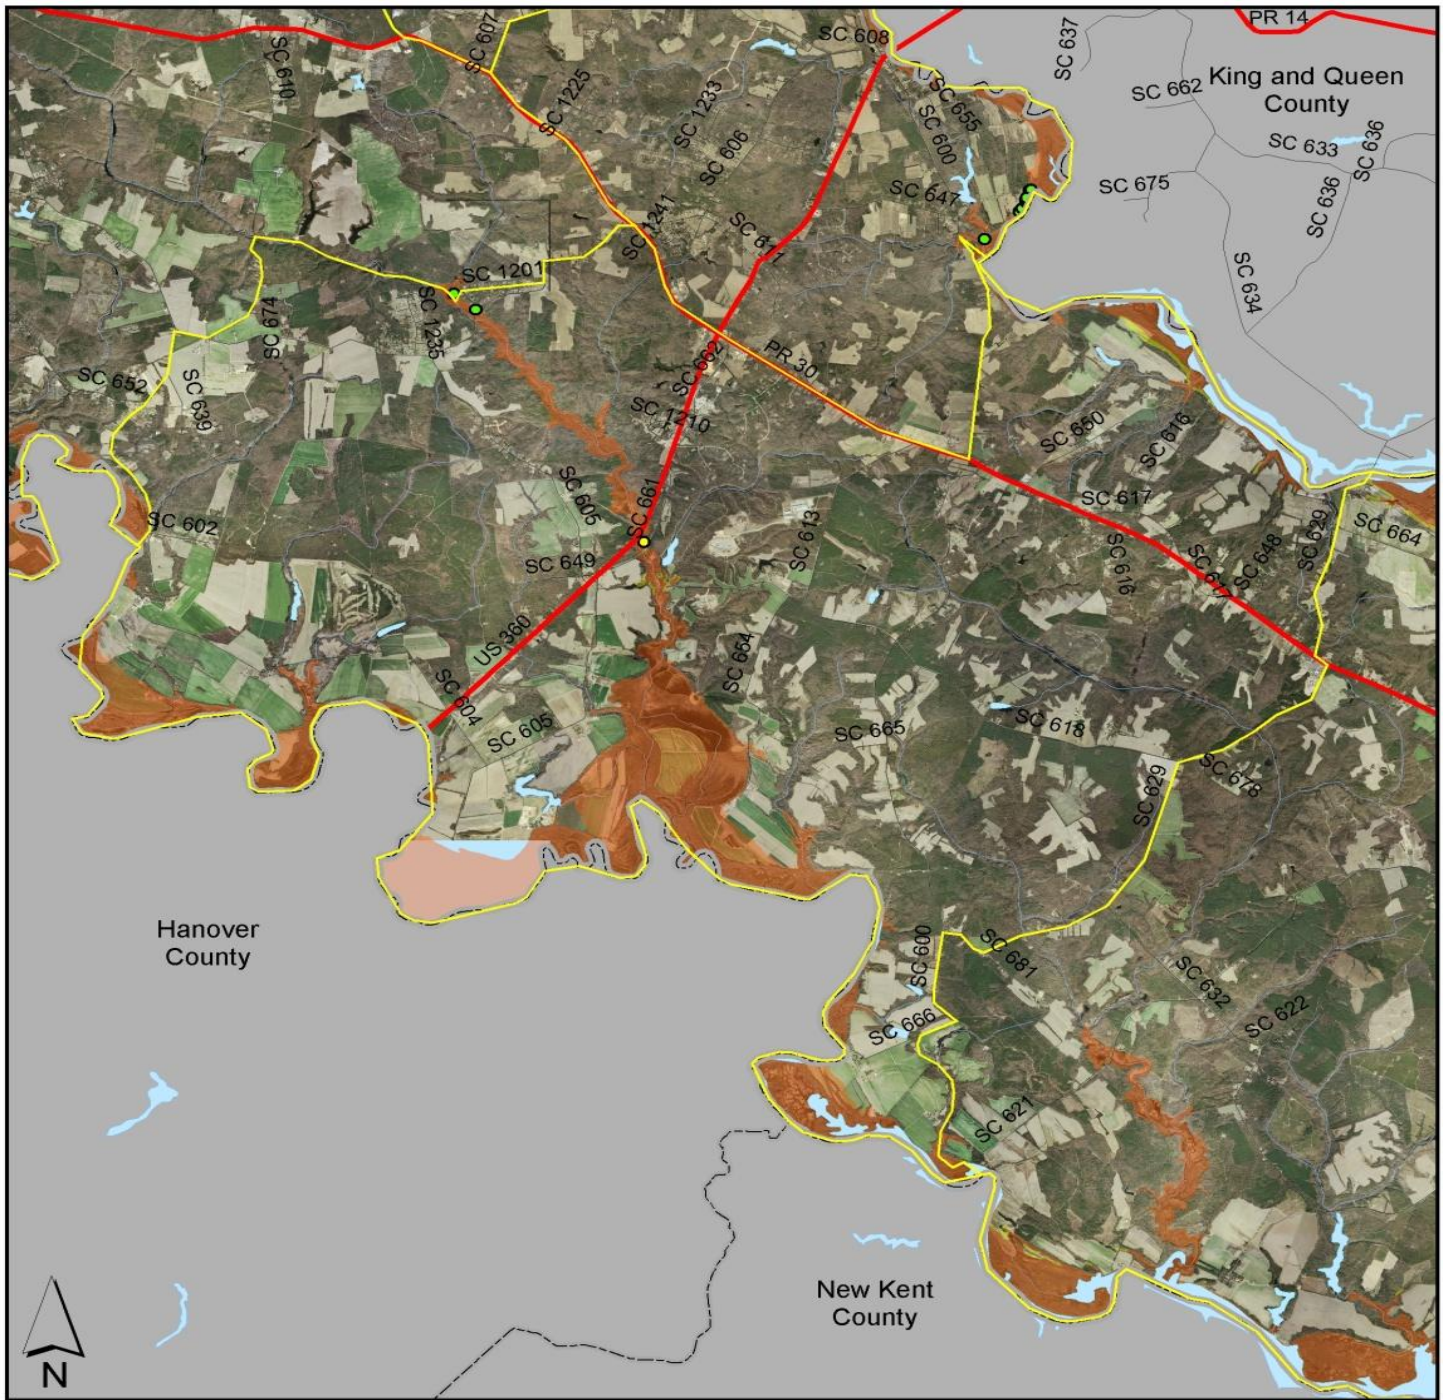 PR 14
SC 637
SC 607
SC 608
SC 610
King and Queen
County
SC 662
SC 1225
SC 1233
SC 655
SC 600
SC 606
SC 633
SC 636
SC 647
SC 675
SC 636
SC 1241
SC 611
SC 1201
SC 634
SC 674
SC 1235
PR 30
SC 652
SC 652
SC 639
SC 1210
SC 650
SC 616
SC 605
SC 661
SC 617
SC 602
SC 613
SC 629
SC 664
SC 649
SC 616
SC 617
SC 648
US 360
SC 654
SC 604
SC 605
SC 665
SC 618
SC 629
SC 678
Hanover
County
SC 600
SC 681
SC 632
SC 666
SC 622
SC 621
New Kent
County
N